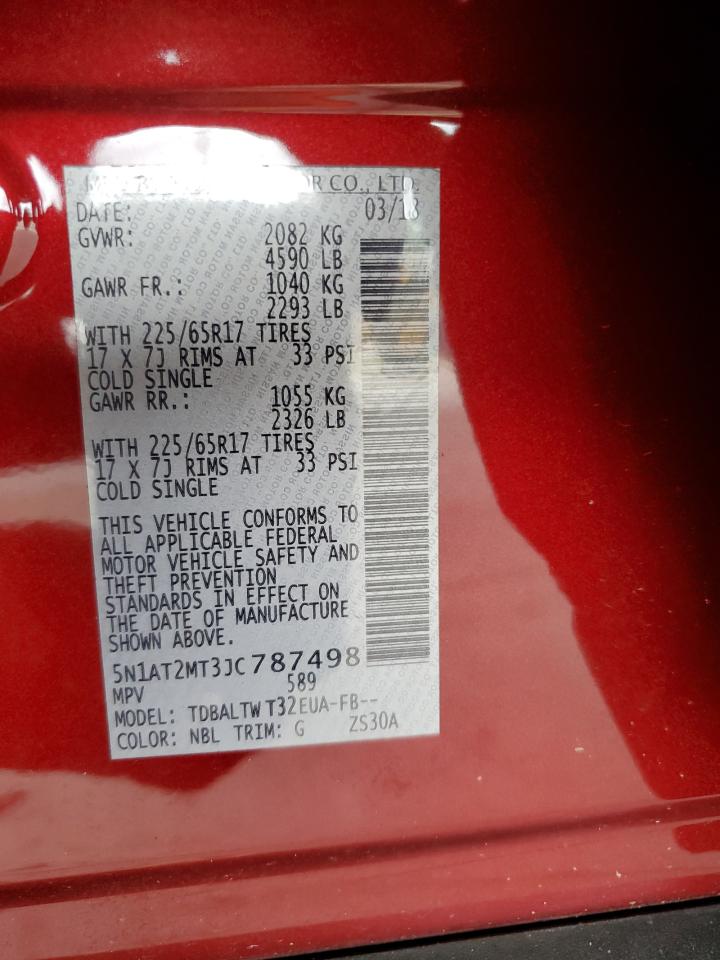 OR CO., LTD.
DATE: 03/18
GVWR: 2082 KG
4590 LB
GAWR FR.: 1040 KG
2293 LB
WITH 225/65R17 TIRES
17 X 7J RIMS AT 33 PSI
COLD SINGLE
GAWR RR.: 1055 KG
2326 LB
WITH 225/65R17 TIRES
17 X 7J RIMS AT 33 PSI
COLD SINGLE
THIS VEHICLE CONFORMS TO
ALL APPLICABLE FEDERAL
MOTOR VEHICLE SAFETY AND
THEFT PREVENTION
STANDARDS IN EFFECT ON
THE DATE OF MANUFACTURE
SHOWN ABOVE.
5N1AT2MT3JC787498
MPV 589
MODEL: TDBALTW T32EUA-FB--
COLOR: NBL TRIM: G ZS30A